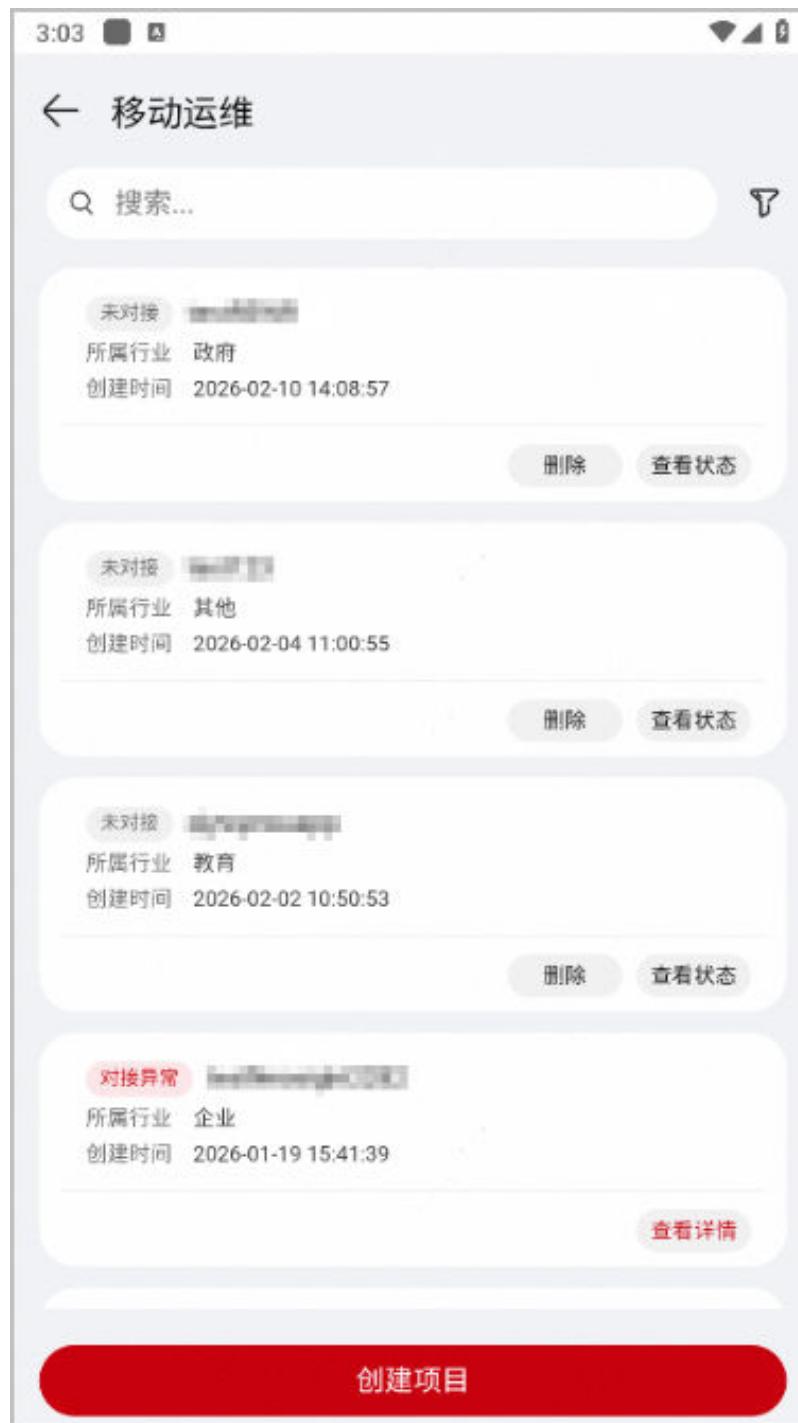 3:03
移动运维
搜索...
未对接
所属行业 政府
创建时间 2026-02-10 14:08:57
删除 查看状态
未对接
所属行业 其他
创建时间 2026-02-04 11:00:55
删除 查看状态
未对接
所属行业 教育
创建时间 2026-02-02 10:50:53
删除 查看状态
对接异常
所属行业 企业
创建时间 2026-01-19 15:41:39
查看详情
创建项目